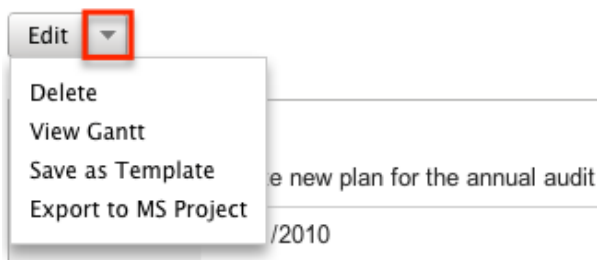 Edit
Delete
View Gantt
Save as Template
new plan for the annual audit
Export to MS Project
/2010